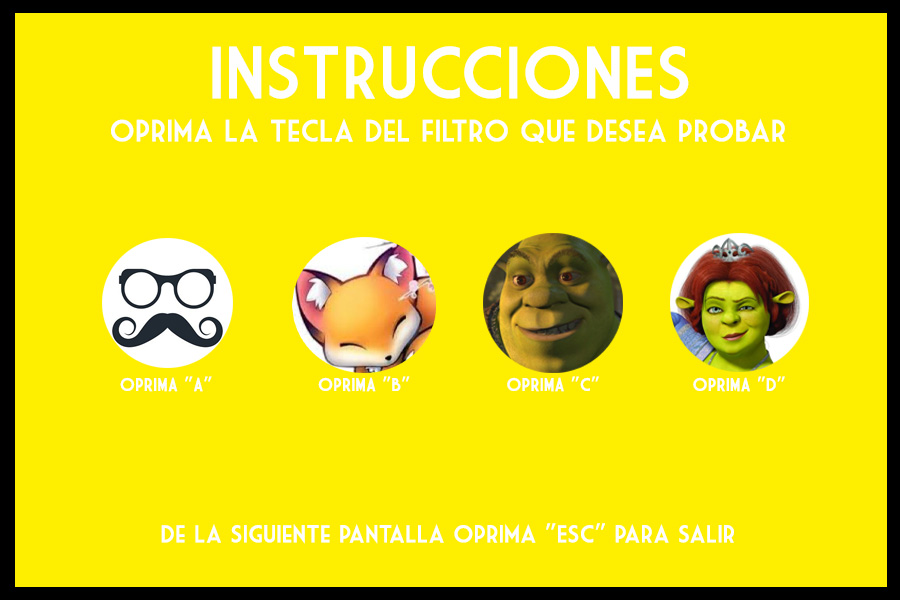 INSTRUCCIONES
OPRIMA LA TECLA DEL FILTRO QUE DESEA PROBAR
OPRIMA "A"
OPRIMA "B"
OPRIMA "C"
OPRIMA "D"
DE LA SIGUIENTE PANTALLA OPRIMA "ESC" PARA SALIR